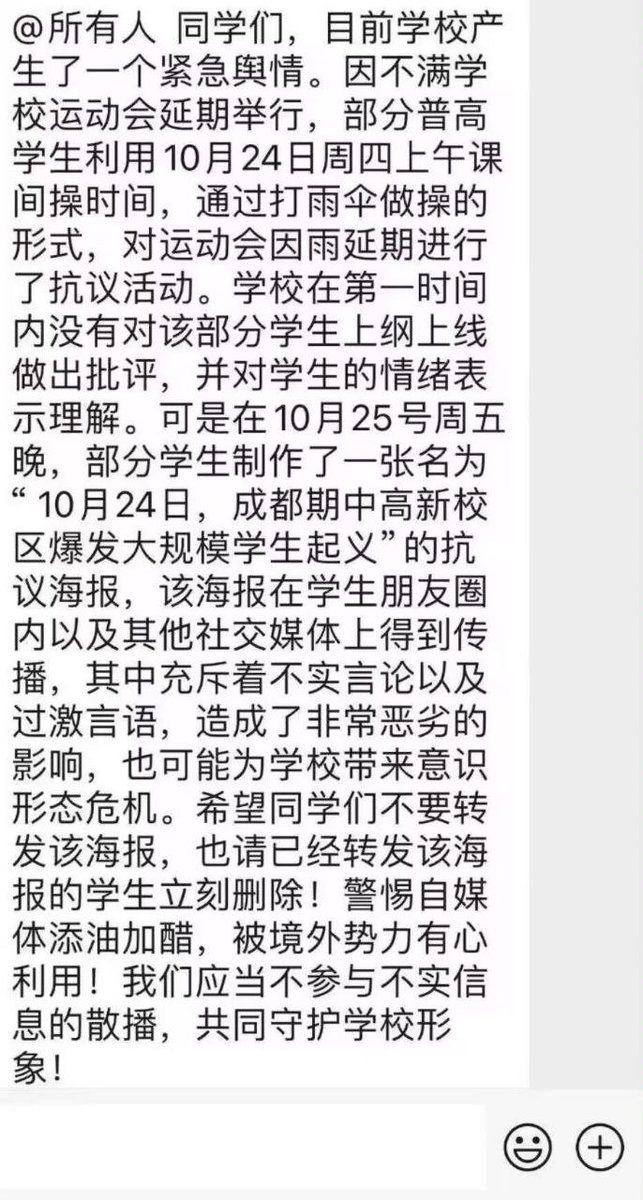 @所有人 同学们，目前学校产
生了一个紧急舆情。因不满学
校运动会延期举行，部分普高
学生利用10月24日周四上午课
间操时间，通过打雨伞做操的
形式，对运动会因雨延期进行
了抗议活动。学校在第一时间
内没有对该部分学生上纲上线
做出批评，并对学生的情绪表
示理解。可是在10月25号周五
晚，部分学生制作了一张名为
“ 10月24日，成都期中高新校
区爆发大规模学生起义” 的抗
议海报，该海报在学生朋友圈
内以及其他社交媒体上得到传
播，其中充斥着不实言论以及
过激言语，造成了非常恶劣的
影响，也可能为学校带来意识
形态危机。希望同学们不要转
发该海报，也请已经转发该海
报的学生立刻删除！警惕自媒
体添油加醋，被境外势力有心
利用！我们应当不参与不实信
息的散播，共同守护学校形
象！